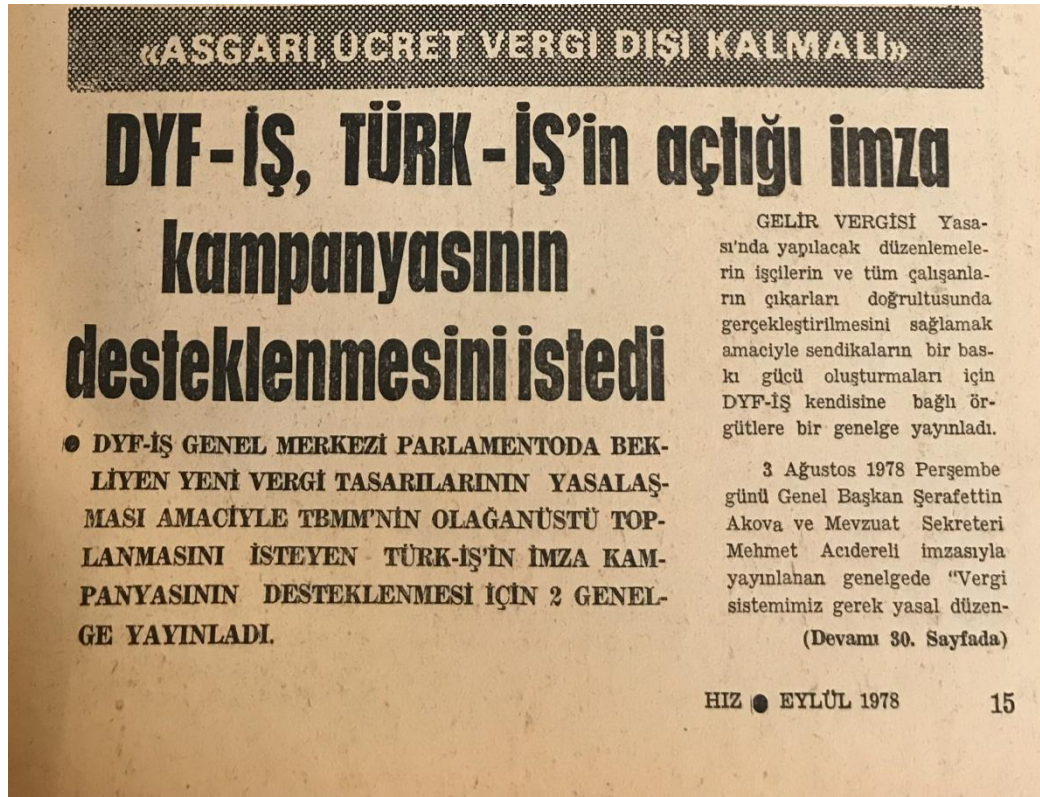 «ASGARİ ÜCRET VERGİ DIŞI KALMALI»
DYF-İŞ, TÜRK-İŞ'in açtığı imza
kampanyasının
desteklenmesini istedi
● DYF-İŞ GENEL MERKEZİ PARLAMENTODA BEK-
LİYEN YENİ VERGİ TASARILARININ YASALAŞ-
MASI AMACİYLE TBMM'NİN OLAĞANÜSTÜ TOP-
LANMASINI İSTEYEN TÜRK-İŞ'İN İMZA KAM-
PANYASININ DESTEKLENMESİ İÇİN 2 GENEL-
GE YAYINLADI.
GELİR VERGİSİ Yasa-
sı'nda yapılacak düzenlemele-
rin işçilerin ve tüm çalışanla-
rın çıkarları doğrultusunda
gerçekleştirilmesini sağlamak
amaciyle sendikaların bir bas-
kı gücü oluşturmaları için
DYF-İŞ kendisine bağlı ör-
gütlere bir genelge yayınladı.
3 Ağustos 1978 Perşembe
günü Genel Başkan Şerafettin
Akova ve Mevzuat Sekreteri
Mehmet Acıdereli imzasıyla
yayınlahan genelgede "Vergi
sistemimiz gerek yasal düzen-
(Devamı 30. Sayfada)
HIZ ● EYLÜL 1978 15